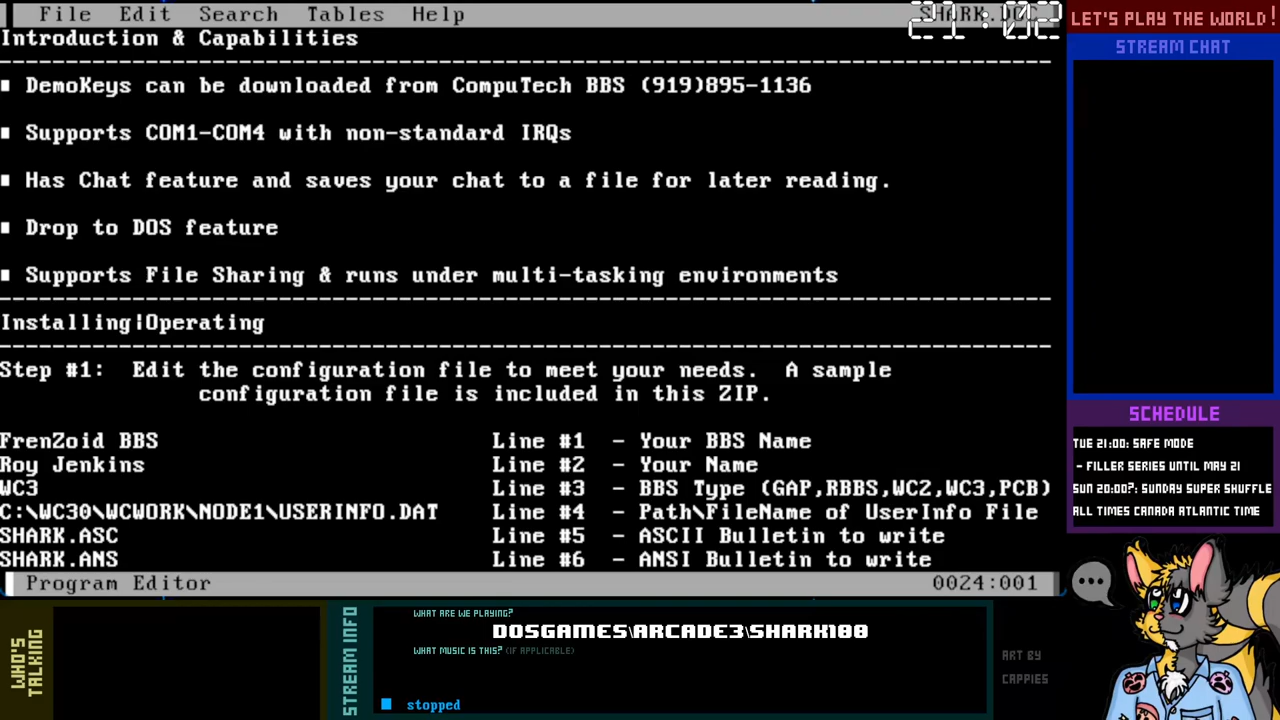 File Edit Search Tables Help SHARK.DOC
21:02
Introduction & Capabilities
■ DemoKeys can be downloaded from CompuTech BBS (919)895-1136
■ Supports COM1-COM4 with non-standard IRQs
■ Has Chat feature and saves your chat to a file for later reading.
■ Drop to DOS feature
■ Supports File Sharing & runs under multi-tasking environments
Installing|Operating
Step #1: Edit the configuration file to meet your needs. A sample
configuration file is included in this ZIP.
FrenZoid BBS Line #1 - Your BBS Name
Roy Jenkins Line #2 - Your Name
WC3 Line #3 - BBS Type (GAP,RBBS,WC2,WC3,PCB)
C:\WC30\WCWORK\NODE1\USERINFO.DAT Line #4 - Path\FileName of UserInfo File
SHARK.ASC Line #5 - ASCII Bulletin to write
SHARK.ANS Line #6 - ANSI Bulletin to write
Program Editor 0024:001
LET'S PLAY THE WORLD!
STREAM CHAT
SCHEDULE
TUE 21:00: SAFE MODE
- FILLER SERIES UNTIL MAY 21
SUN 20:00?: SUNDAY SUPER SHUFFLE
ALL TIMES CANADA ATLANTIC TIME
WHO'S TALKING
STREAM INFO
WHAT ARE WE PLAYING?
DOSGAMES\ARCADE3\SHARK188
WHAT MUSIC IS THIS? (IF APPLICABLE)
stopped
ART BY
CAPPIES